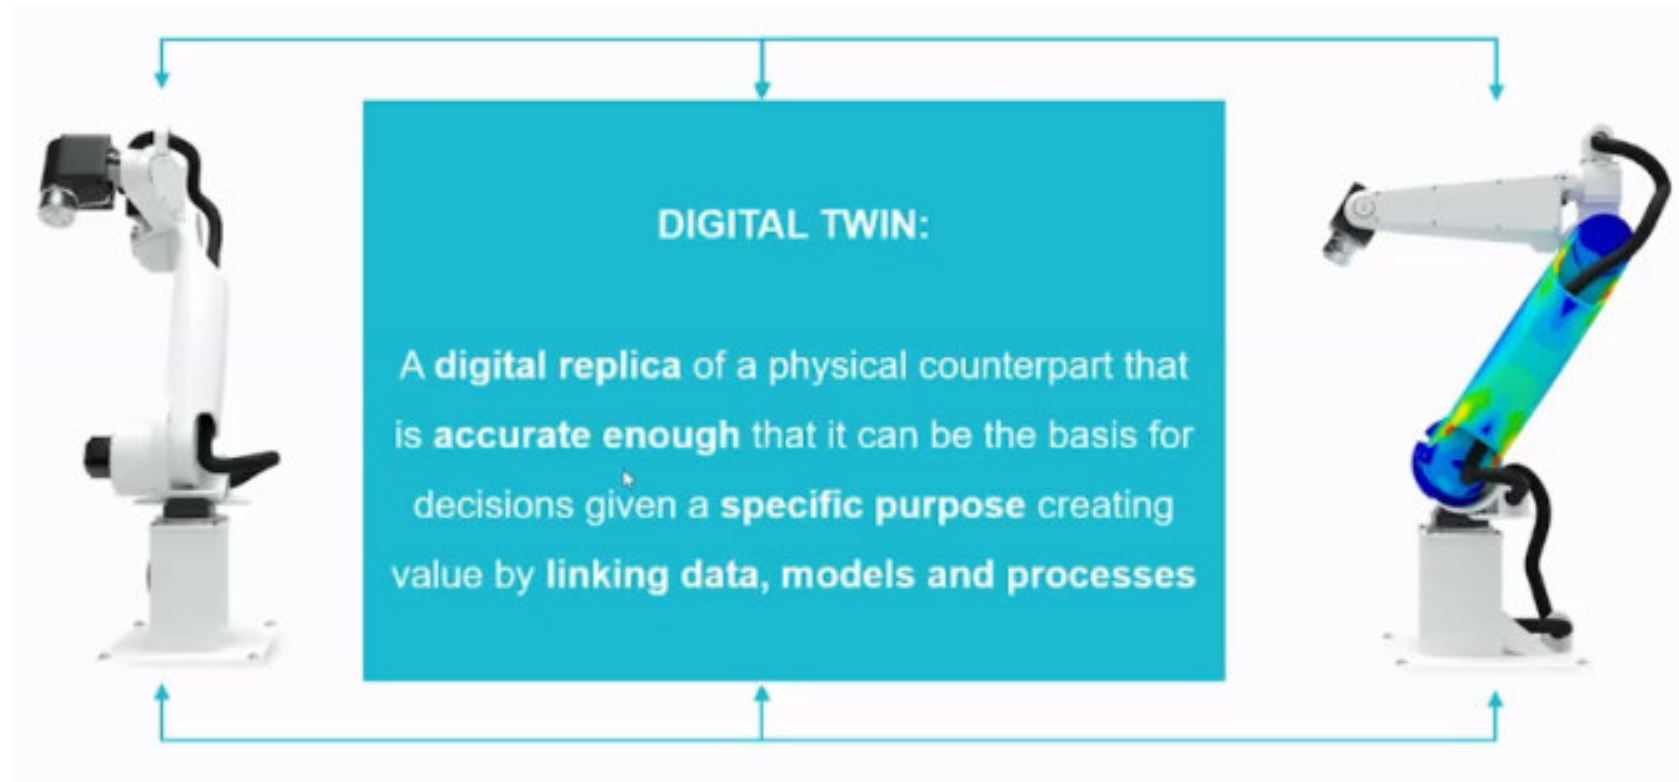 DIGITAL TWIN:
A digital replica of a physical counterpart that
is accurate enough that it can be the basis for
decisions given a specific purpose creating
value by linking data, models and processes